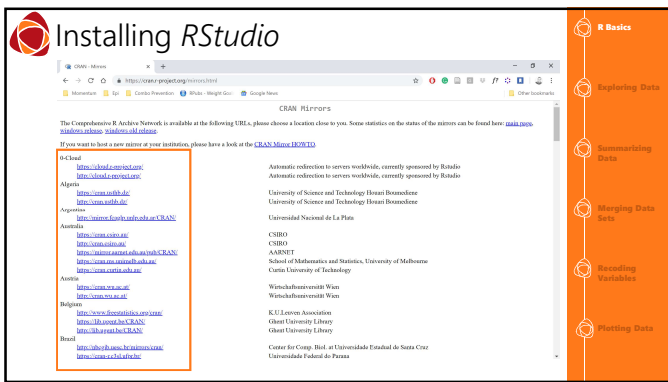 Installing RStudio
CRAN - Mirrors
https://cran.r-project.org/mirrors.html
Momentum Epi Combo Prevention RPubs - Weight Goal Google News Other bookmarks
CRAN Mirrors
The Comprehensive R Archive Network is available at the following URLs, please choose a location close to you. Some statistics on the status of the mirrors can be found here: main page,
windows release, windows old release.
If you want to host a new mirror at your institution, please have a look at the CRAN Mirror HOWTO.
0-Cloud
https://cloud.r-project.org/ Automatic redirection to servers worldwide, currently sponsored by Rstudio
http://cloud.r-project.org/ Automatic redirection to servers worldwide, currently sponsored by Rstudio
Algeria
https://cran.usthb.dz/ University of Science and Technology Houari Boumediene
http://cran.usthb.dz/ University of Science and Technology Houari Boumediene
Argentina
http://mirror.fcaglp.unlp.edu.ar/CRAN/ Universidad Nacional de La Plata
Australia
https://cran.csiro.au/ CSIRO
http://cran.csiro.au/ CSIRO
https://mirror.aarnet.edu.au/pub/CRAN/ AARNET
https://cran.ms.unimelb.edu.au/ School of Mathematics and Statistics, University of Melbourne
https://cran.curtin.edu.au/ Curtin University of Technology
Austria
https://cran.wu.ac.at/ Wirtschaftsuniversität Wien
http://cran.wu.ac.at/ Wirtschaftsuniversität Wien
Belgium
http://www.freestatistics.org/cran/ K.U.Leuven Association
https://lib.ugent.be/CRAN/ Ghent University Library
http://lib.ugent.be/CRAN/ Ghent University Library
Brazil
http://nbcgib.uesc.br/mirrors/cran/ Center for Comp. Biol. at Universidade Estadual de Santa Cruz
https://cran-r.c3sl.ufpr.br/ Universidade Federal do Parana
R Basics
Exploring Data
Summarizing
Data
Merging Data
Sets
Recoding
Variables
Plotting Data